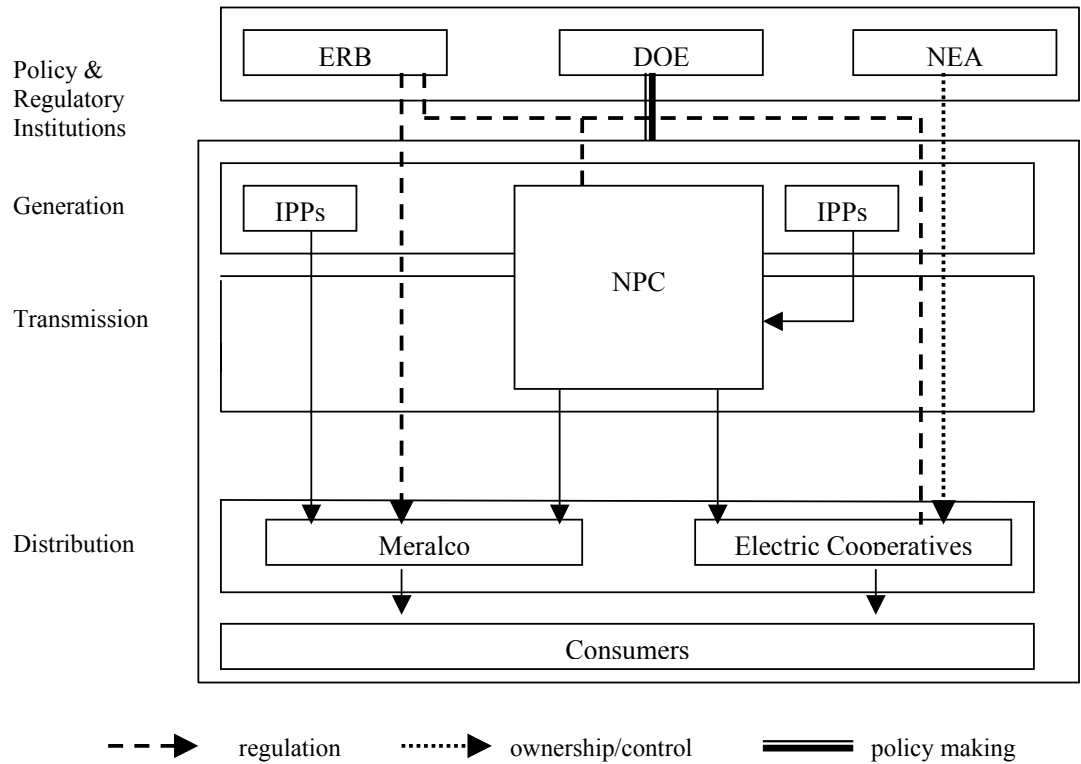 ERB
DOE
NEA
Policy &
Regulatory
Institutions
Generation
IPPs
IPPs
NPC
Transmission
Distribution
Meralco
Electric Cooperatives
Consumers
regulation
ownership/control
policy making